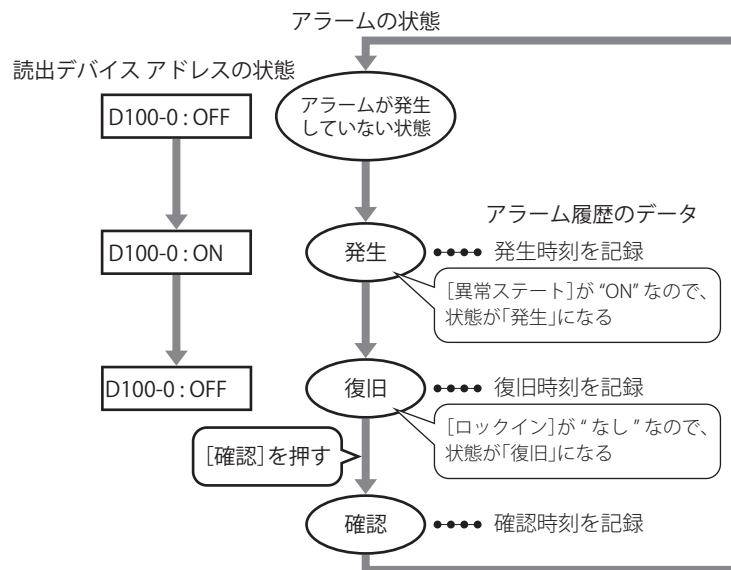 アラームの状態
読出デバイス アドレスの状態
アラームが発生
していない状態
D100-0 : OFF
アラーム履歴のデータ
D100-0 : ON
発生
発生時刻を記録
［異常ステート］が “ON” なので、
状態が「発生」になる
D100-0 : OFF
復旧
復旧時刻を記録
［ロックイン］が “ なし ” なので、
状態が「復旧」になる
［確認］を押す
確認
確認時刻を記録